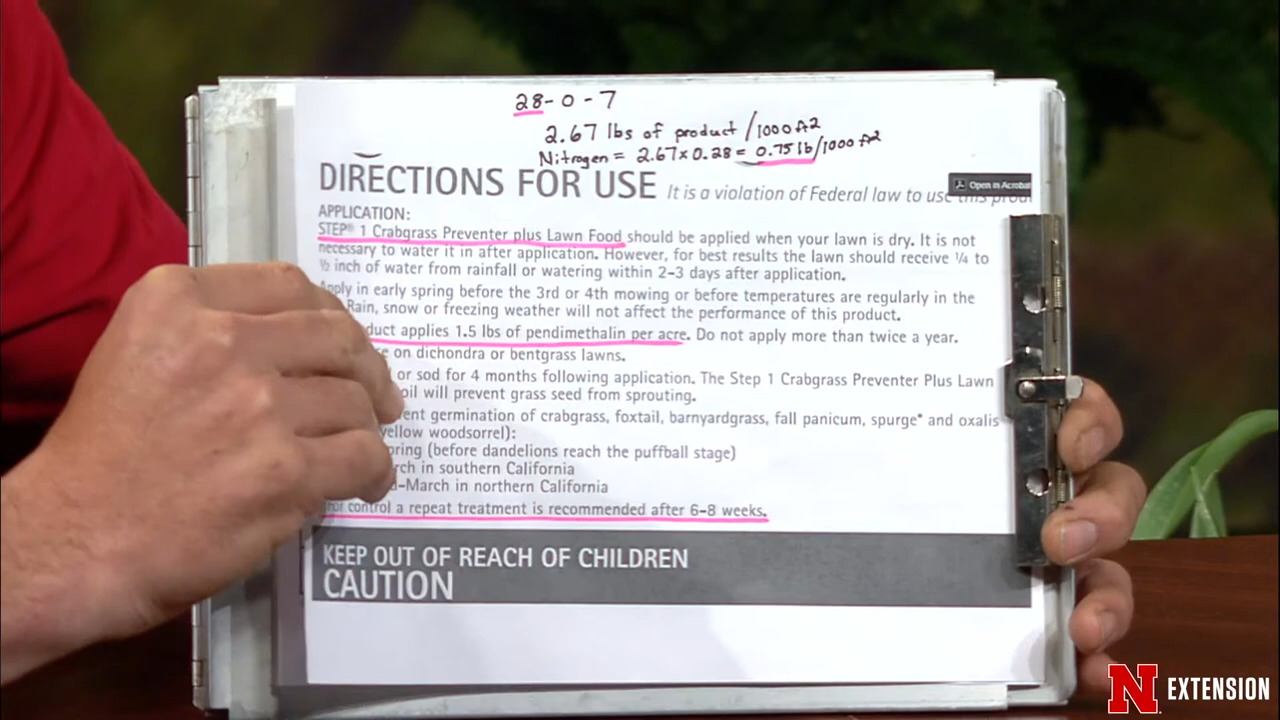 28-0-7
2.67 lbs of product/1000 ft2
Nitrogen = 2.67x0.28 = 0.75 lb/1000 ft2
DIRECTIONS FOR USE It is a violation of Federal law to use this
Open in Acrobat
APPLICATION:
STEP® 1 Crabgrass Preventer plus Lawn Food should be applied when your lawn is dry. It is not
necessary to water it in after application. However, for best results the lawn should receive ¼ to
½ inch of water from rainfall or watering within 2-3 days after application.
Apply in early spring before the 3rd or 4th mowing or before temperatures are regularly in the
Rain, snow or freezing weather will not affect the performance of this product.
applies 1.5 lbs of pendimethalin per acre. Do not apply more than twice a year.
on dichondra or bentgrass lawns.
or sod for 4 months following application. The Step 1 Crabgrass Preventer Plus Lawn
will prevent grass seed from sprouting.
germination of crabgrass, foxtail, barnyardgrass, fall panicum, spurge* and oxalis
yellow woodsorrel):
(before dandelions reach the puffball stage)
in southern California
in northern California
control a repeat treatment is recommended after 6-8 weeks.
KEEP OUT OF REACH OF CHILDREN
CAUTION
N EXTENSION